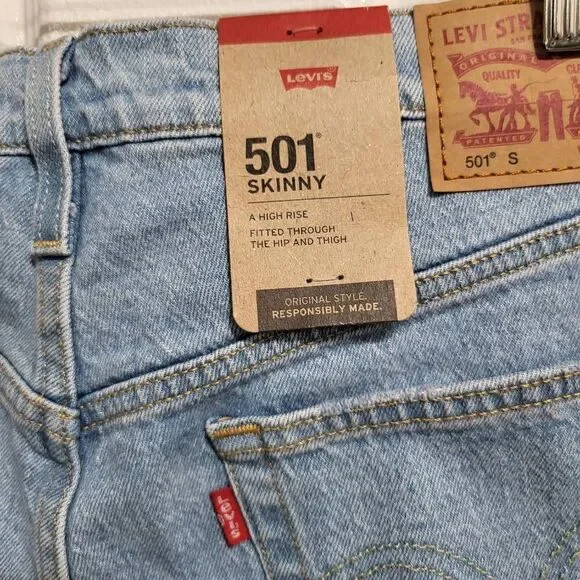 Levi's
501®
SKINNY
A HIGH RISE
FITTED THROUGH
THE HIP AND THIGH
ORIGINAL STYLE.
RESPONSIBLY MADE.
LEVI STRA
ORIGINAL
QUALITY
CL
PATENTED
501® S
LEVI'S